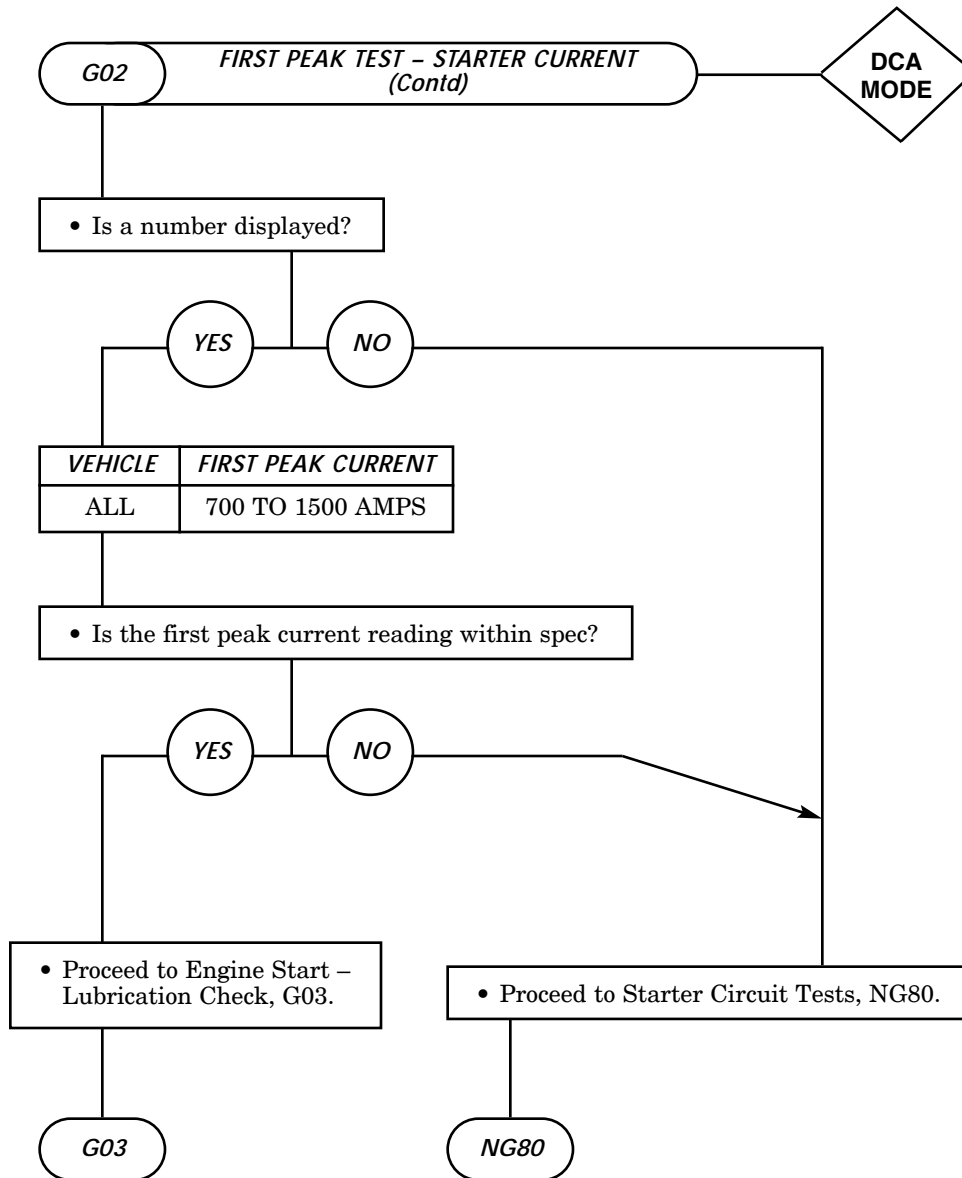 G02
FIRST PEAK TEST – STARTER CURRENT
(Contd)
DCA
MODE
• Is a number displayed?
YES
NO
VEHICLE FIRST PEAK CURRENT
ALL 700 TO 1500 AMPS
• Is the first peak current reading within spec?
YES
NO
• Proceed to Engine Start –
Lubrication Check, G03.
• Proceed to Starter Circuit Tests, NG80.
G03
NG80